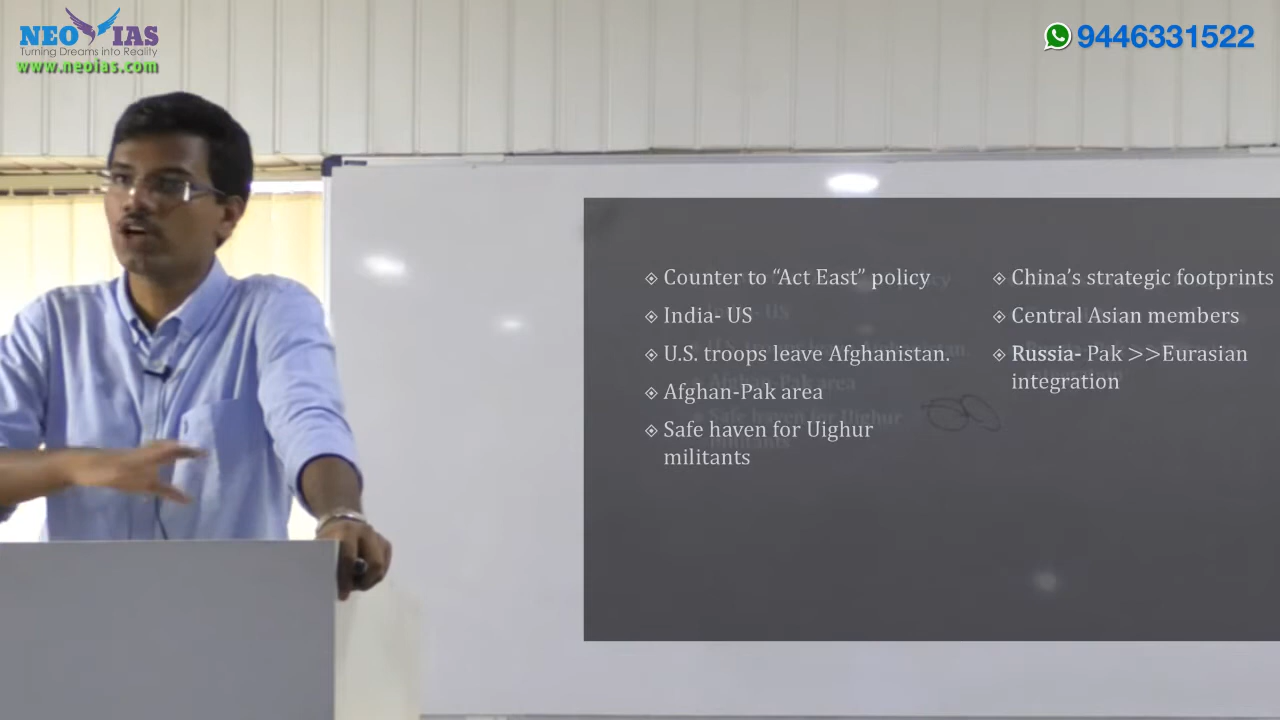 NEO IAS
Turning Dreams into Reality
www.neoias.com
9446331522
Counter to “Act East” policy
India- US
U.S. troops leave Afghanistan.
Afghan-Pak area
Safe haven for Uighur
militants
China’s strategic footprints
Central Asian members
Russia- Pak >>Eurasian
integration